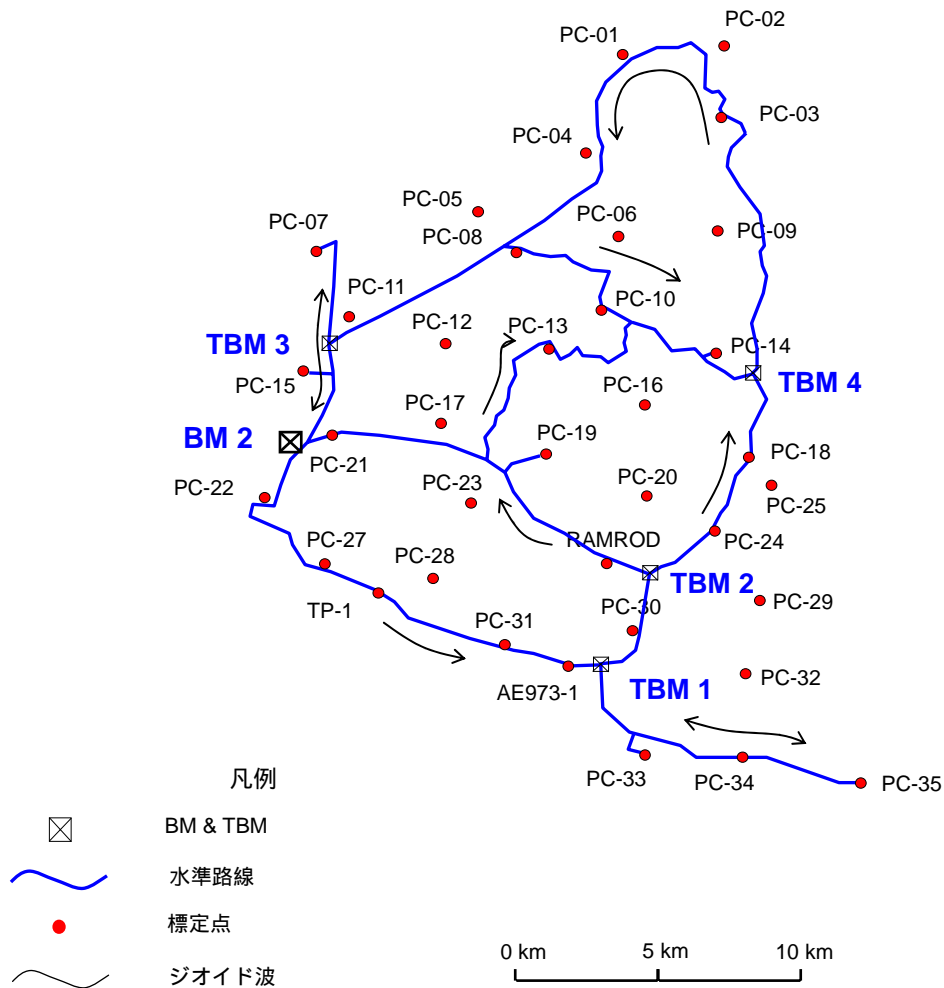 PC-02
PC-01
PC-03
PC-04
PC-05
PC-06
PC-07
PC-08
PC-09
PC-11
PC-10
PC-12
PC-13
TBM 3
PC-14
PC-15
TBM 4
PC-16
PC-17
BM 2
PC-19
PC-18
PC-21
PC-20
PC-22
PC-23
PC-25
RAMROD
PC-24
PC-27
PC-28
TBM 2
PC-29
TP-1
PC-30
PC-31
PC-32
AE973-1
TBM 1
PC-33
PC-34
PC-35
凡例
BM & TBM
水準路線
標定点
ジオイド波
0 km
5 km
10 km